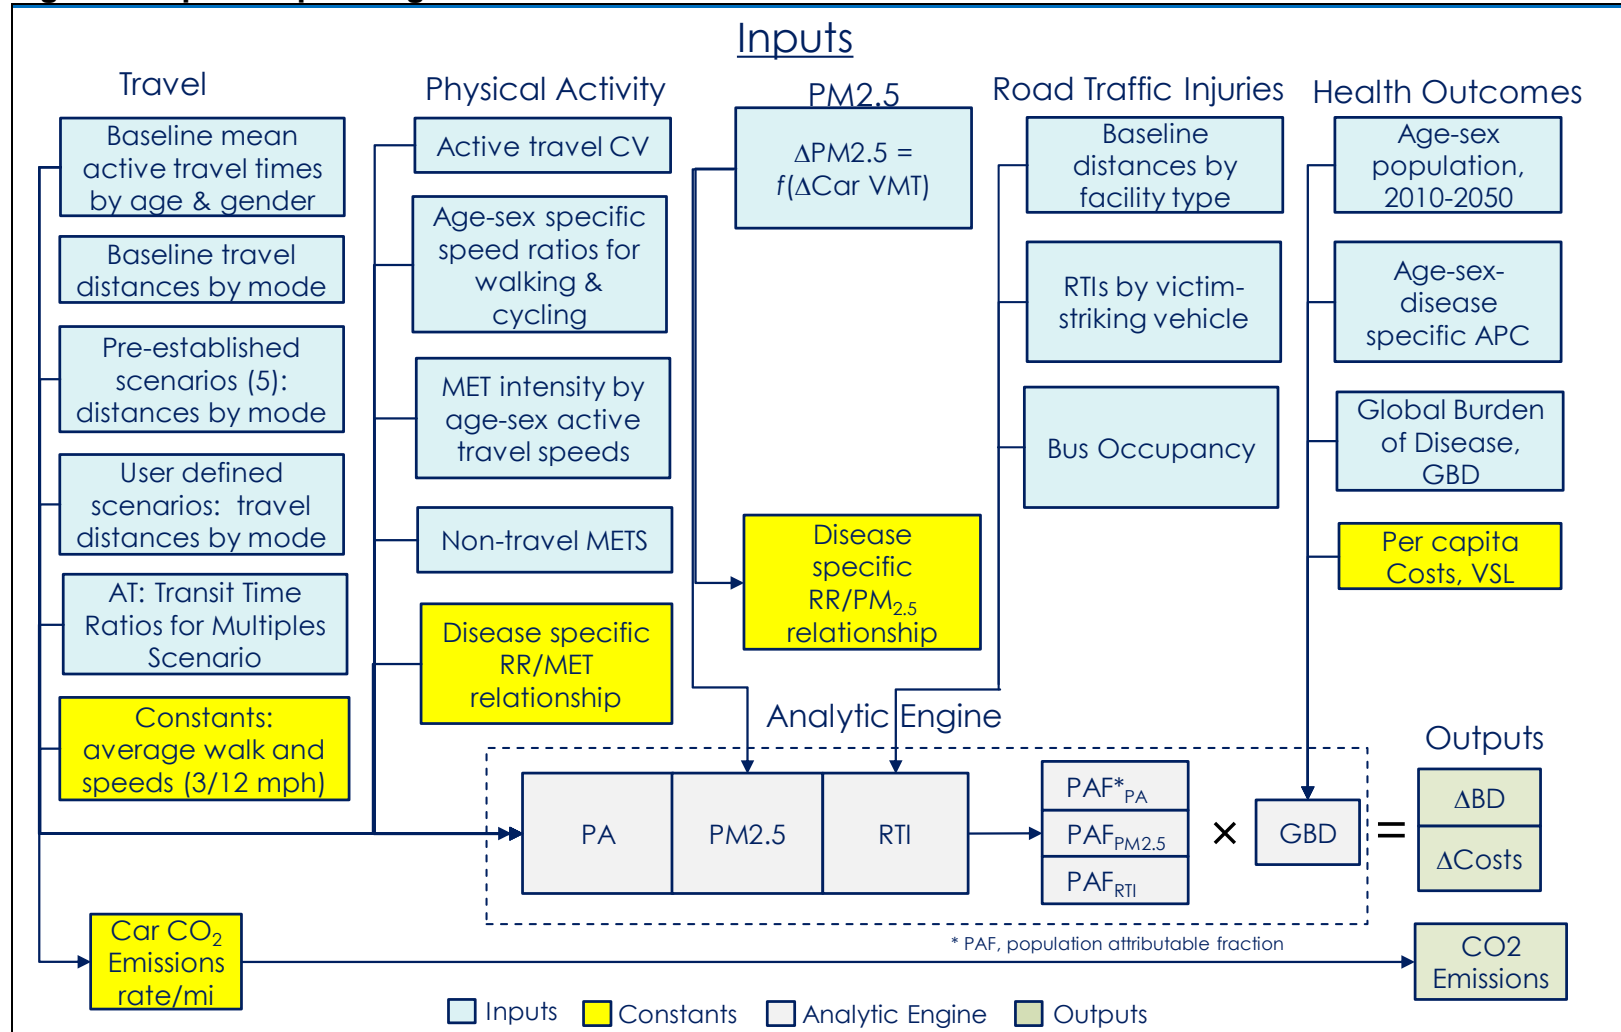 Inputs
Travel
Baseline mean
active travel times
by age & gender
Baseline travel
distances by mode
Pre-established
scenarios (5):
distances by mode
User defined
scenarios: travel
distances by mode
AT: Transit Time
Ratios for Multiples
Scenario
Constants:
average walk and
speeds (3/12 mph)
Car CO2
Emissions
rate/mi
Physical Activity
Active travel CV
Age-sex specific
speed ratios for
walking &
cycling
MET intensity by
age-sex active
travel speeds
Non-travel METS
Disease specific
RR/MET
relationship
PM2.5
ΔPM2.5 =
f(ΔCar VMT)
Disease
specific
RR/PM2.5
relationship
Road Traffic Injuries
Baseline
distances by
facility type
RTIs by victim-
striking vehicle
Bus Occupancy
Health Outcomes
Age-sex
population,
2010-2050
Age-sex-
disease
specific APC
Global Burden
of Disease,
GBD
Per capita
Costs, VSL
Analytic Engine
PA
PM2.5
RTI
PAF*PA
PAFPM2.5
PAFRTI
×
GBD
=
Outputs
ΔBD
ΔCosts
* PAF, population attributable fraction
CO2
Emissions
Inputs
Constants
Analytic Engine
Outputs